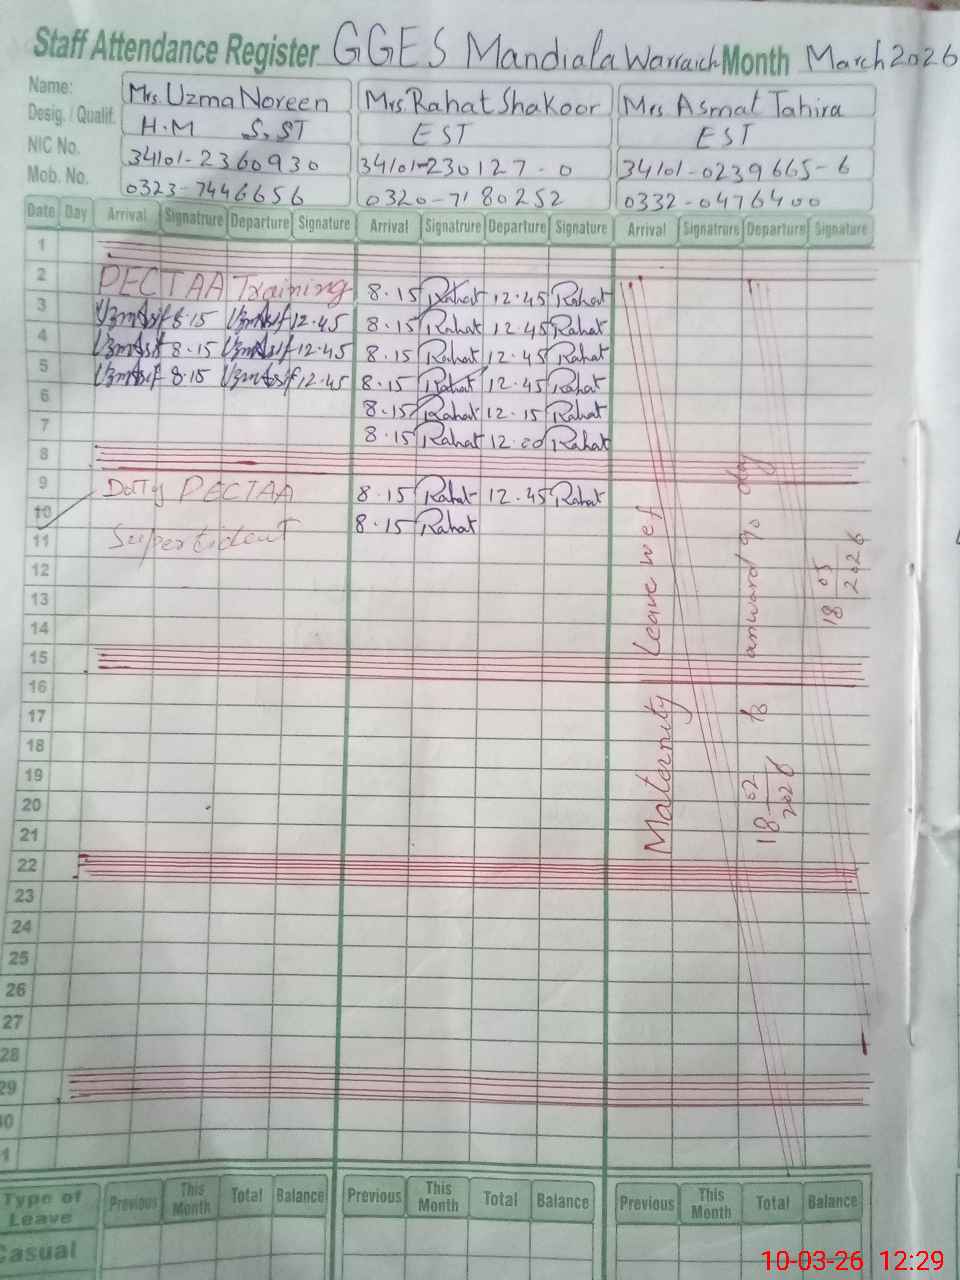 Staff Attendance Register GGES Mandiala Warraich Month March 2026
Name: Mrs. Uzma Noreen Mrs Rahat Shakoor Mrs Asmat Tahira
Desig. / Qualif. H.M S.ST EST EST
NIC No. 34101-2360930 34101-230127-0 34101-0239665-6
Mob. No. 0323-7446656 0320-7180252 0332-0476400
Date Day Arrival Signatrure Departure Signature Arrival Signatrure Departure Signature Arrival Signatrure Departure Signature
1
2 PECTAA Training 8.15 Rahat 12.45 Rahat
3 8.15 12.45 8.15 Rahat 12.45 Rahat
4 8.15 12.45 8.15 Rahat 12.45 Rahat
5 8.15 12.45 8.15 Rahat 12.45 Rahat
6 8.15 Rahat 12.15 Rahat
7 8.15 Rahat 12.00 Rahat
8
9 Duty PECTAA 8.15 Rahat 12.45 Rahat
10 8.15 Rahat
11
12
13
14
15
16
17
18
19
20
21
22
23
24
25
26
27
28
29
Maternity Leave wef
18 02 2026 to onward 90 day
18 05 2026
Type of Leave Previous This Month Total Balance Previous This Month Total Balance Previous This Month Total Balance
Casual
10-03-26 12:29